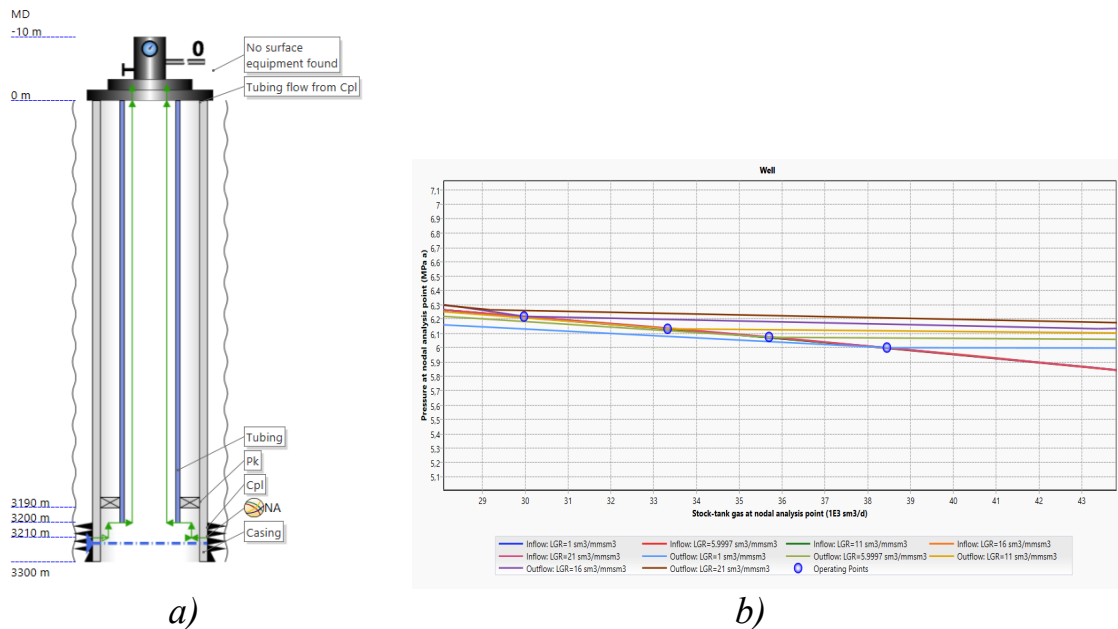 MD
-10 m
0
No surface
equipment found
Tubing flow from Cpl
0 m
Tubing
Pk
Cpl
NA
Casing
3190 m
3200 m
3210 m
3300 m
a)
Well
Pressure at nodal analysis point (MPa a)
7,1
7
6,9
6,8
6,7
6,6
6,5
6,4
6,3
6,2
6,1
6,0
5,9
5,8
5,7
5,6
5,5
5,4
5,3
5,2
5,1
29 30 31 32 33 34 35 36 37 38 39 40 41 42 43
Stock-tank gas at nodal analysis point (1E3 sm3/d)
Inflow: LGR=1 sm3/mmsm3 Inflow: LGR=5.9997 sm3/mmsm3 Inflow: LGR=11 sm3/mmsm3 Inflow: LGR=16 sm3/mmsm3
Inflow: LGR=21 sm3/mmsm3 Outflow: LGR=1 sm3/mmsm3 Outflow: LGR=5.9997 sm3/mmsm3 Outflow: LGR=11 sm3/mmsm3
Outflow: LGR=16 sm3/mmsm3 Outflow: LGR=21 sm3/mmsm3 Operating Points
b)